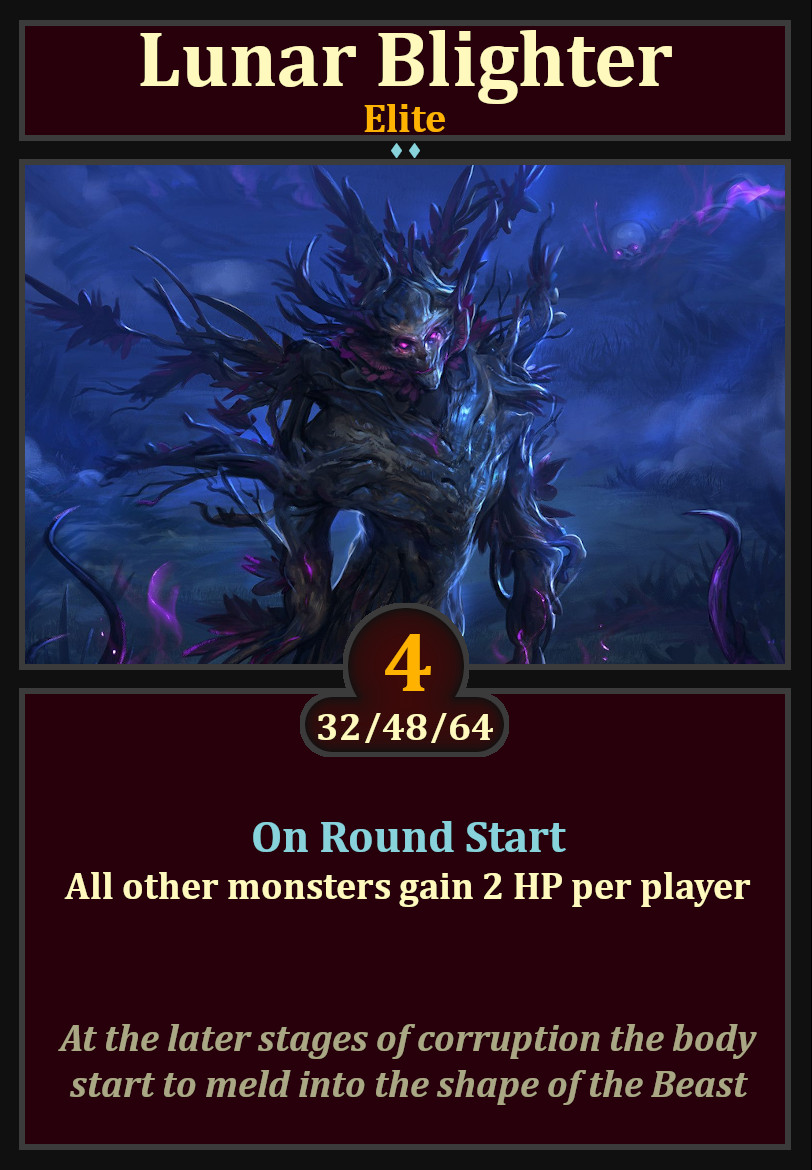 Lunar Blighter
Elite
4
32/48/64
On Round Start
All other monsters gain 2 HP per player
At the later stages of corruption the body
start to meld into the shape of the Beast